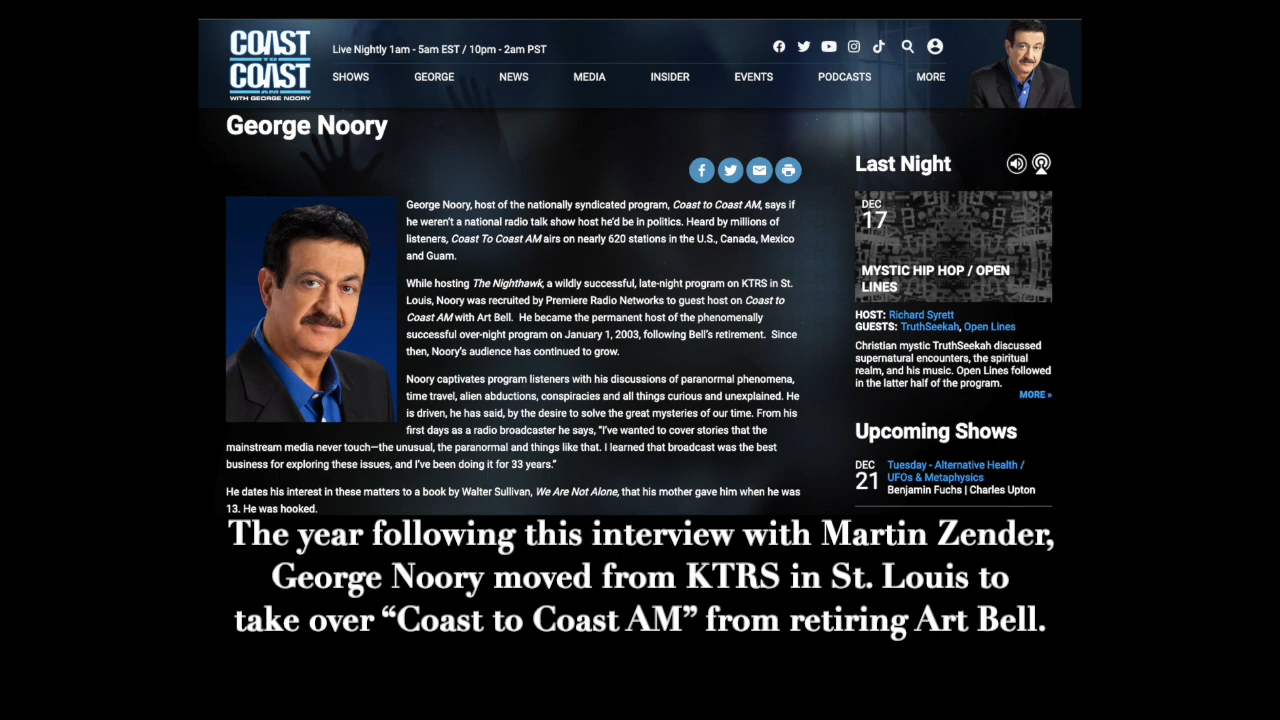 COAST
TO
COAST
AM
WITH GEORGE NOORY
Live Nightly 1am - 5am EST / 10pm - 2am PST
SHOWS GEORGE NEWS MEDIA INSIDER EVENTS PODCASTS MORE
George Noory
George Noory, host of the nationally syndicated program, Coast to Coast AM, says if
he weren't a national radio talk show host he'd be in politics. Heard by millions of
listeners, Coast To Coast AM airs on nearly 620 stations in the U.S., Canada, Mexico
and Guam.
While hosting The Nighthawk, a wildly successful, late-night program on KTRS in St.
Louis, Noory was recruited by Premiere Radio Networks to guest host on Coast to
Coast AM with Art Bell. He became the permanent host of the phenomenally
successful over-night program on January 1, 2003, following Bell's retirement. Since
then, Noory's audience has continued to grow.
Noory captivates program listeners with his discussions of paranormal phenomena,
time travel, alien abductions, conspiracies and all things curious and unexplained. He
is driven, he has said, by the desire to solve the great mysteries of our time. From his
first days as a radio broadcaster he says, "I've wanted to cover stories that the
mainstream media never touch—the unusual, the paranormal and things like that. I learned that broadcast was the best
business for exploring these issues, and I've been doing it for 33 years."
He dates his interest in these matters to a book by Walter Sullivan, We Are Not Alone, that his mother gave him when he was
13. He was hooked.
Last Night
DEC
17
MYSTIC HIP HOP / OPEN
LINES
HOST: Richard Syrett
GUESTS: TruthSeekah, Open Lines
Christian mystic TruthSeekah discussed
supernatural encounters, the spiritual
realm, and his music. Open Lines followed
in the latter half of the program.
MORE »
Upcoming Shows
DEC
21
Tuesday - Alternative Health /
UFOs & Metaphysics
Benjamin Fuchs | Charles Upton
The year following this interview with Martin Zender,
George Noory moved from KTRS in St. Louis to
take over “Coast to Coast AM” from retiring Art Bell.